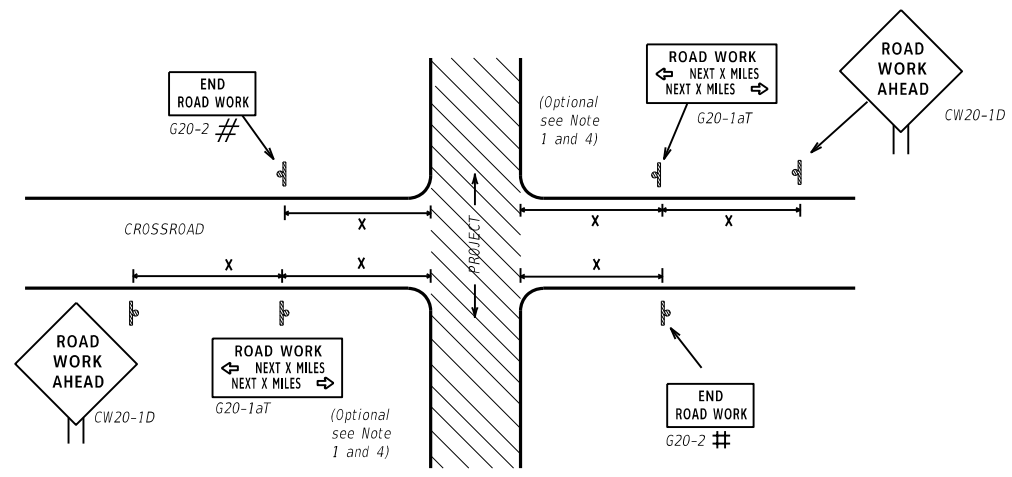 END
ROAD WORK
G20-2 #
ROAD WORK
⇦ NEXT X MILES
NEXT X MILES ⇨
G20-1aT
(Optional
see Note
1 and 4)
ROAD
WORK
AHEAD
CW20-1D
X
X
X
CROSSROAD
PROJECT
X
X
X
ROAD
WORK
AHEAD
CW20-1D
ROAD WORK
⇦ NEXT X MILES
NEXT X MILES ⇨
G20-1aT
(Optional
see Note
1 and 4)
END
ROAD WORK
G20-2 #